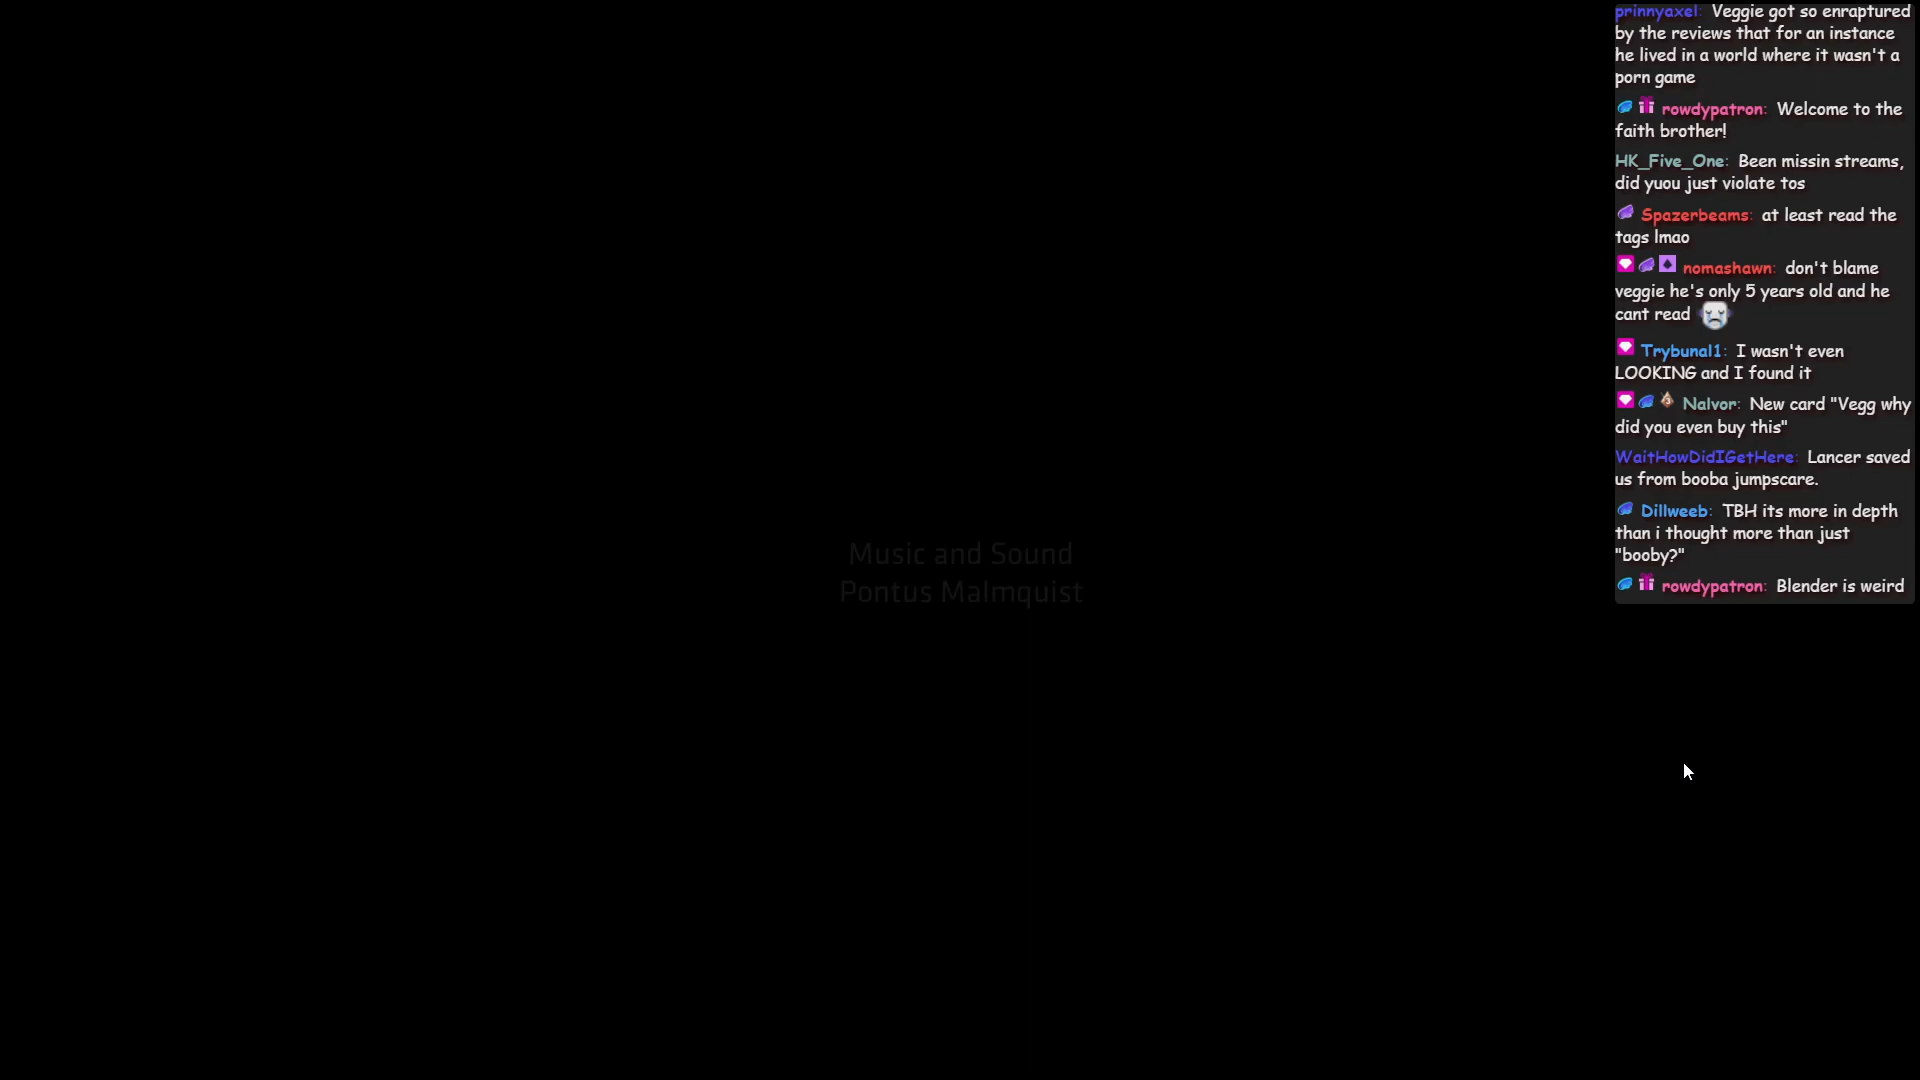 Music and Sound
Pontus Malmquist
prinnyaxel: Veggie got so enraptured
by the reviews that for an instance
he lived in a world where it wasn't a
porn game
rowdypatron: Welcome to the
faith brother!
HK_Five_One: Been missin streams,
did yuou just violate tos
Spazerbeams: at least read the
tags lmao
nomashawn: don't blame
veggie he's only 5 years old and he
cant read
Trybunal1: I wasn't even
LOOKING and I found it
Nalvor: New card "Vegg why
did you even buy this"
WaitHowDidIGetHere: Lancer saved
us from booba jumpscare.
Dillweeb: TBH its more in depth
than i thought more than just
"booby?"
rowdypatron: Blender is weird